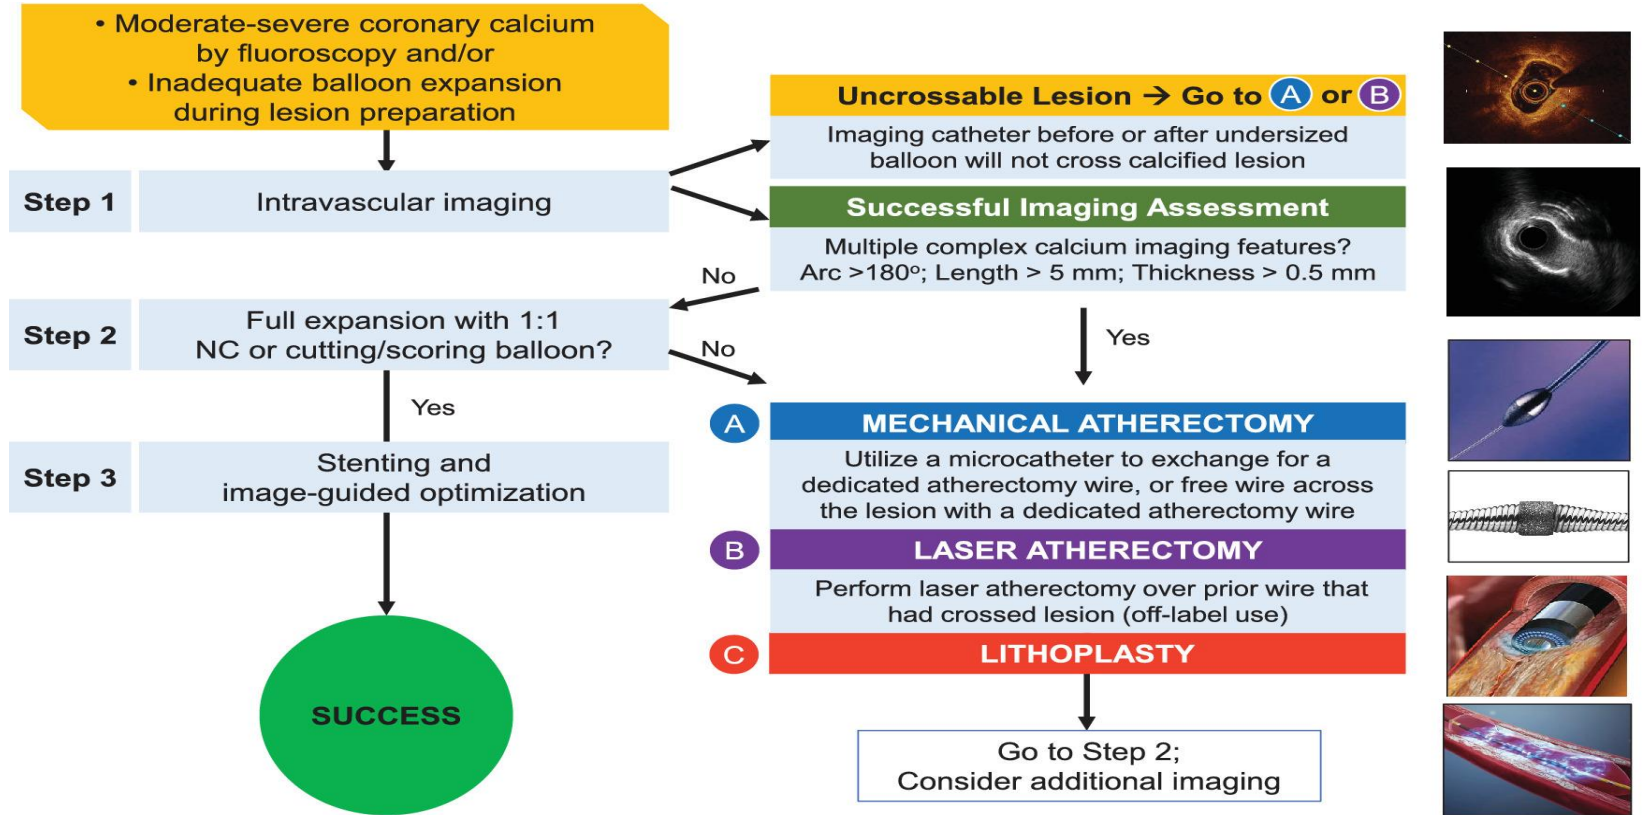 • Moderate-severe coronary calcium
by fluoroscopy and/or
• Inadequate balloon expansion
during lesion preparation
Step 1
Intravascular imaging
Uncrossable Lesion → Go to A or B
Imaging catheter before or after undersized
balloon will not cross calcified lesion
Successful Imaging Assessment
Multiple complex calcium imaging features?
Arc >180º; Length > 5 mm; Thickness > 0.5 mm
No
Yes
Step 2
Full expansion with 1:1
NC or cutting/scoring balloon?
No
Yes
Step 3
Stenting and
image-guided optimization
SUCCESS
A
MECHANICAL ATHERECTOMY
Utilize a microcatheter to exchange for a
dedicated atherectomy wire, or free wire across
the lesion with a dedicated atherectomy wire
B
LASER ATHERECTOMY
Perform laser atherectomy over prior wire that
had crossed lesion (off-label use)
C
LITHOPLASTY
Go to Step 2;
Consider additional imaging